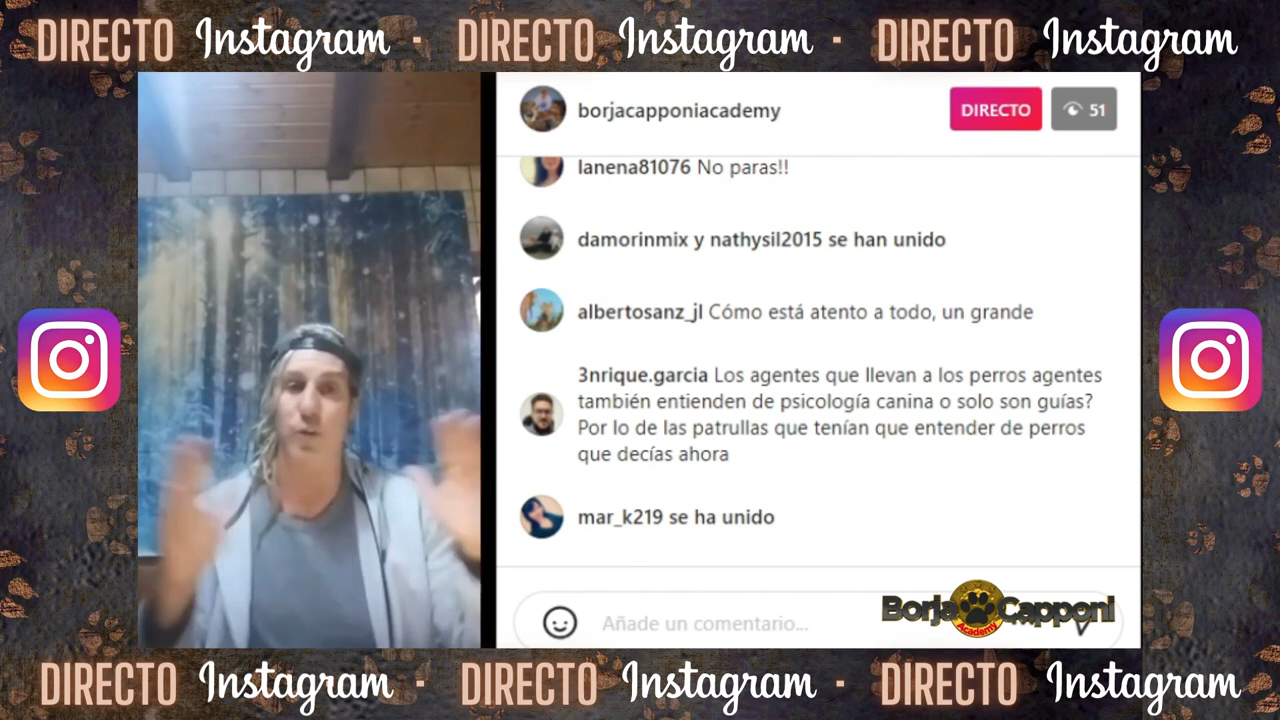 DIRECTO Instagram · DIRECTO Instagram · DIRECTO Instagram
borjacapponiacademy
DIRECTO
51
lanena81076 No paras!!
damorinmix y nathysil2015 se han unido
albertosanz_jl Cómo está atento a todo, un grande
3nrique.garcia Los agentes que llevan a los perros agentes
también entienden de psicología canina o solo son guías?
Por lo de las patrullas que tenían que entender de perros
que decías ahora
mar_k219 se ha unido
Añade un comentario...
Borja Capponi
Academy
DIRECTO Instagram · DIRECTO Instagram · DIRECTO Instagram